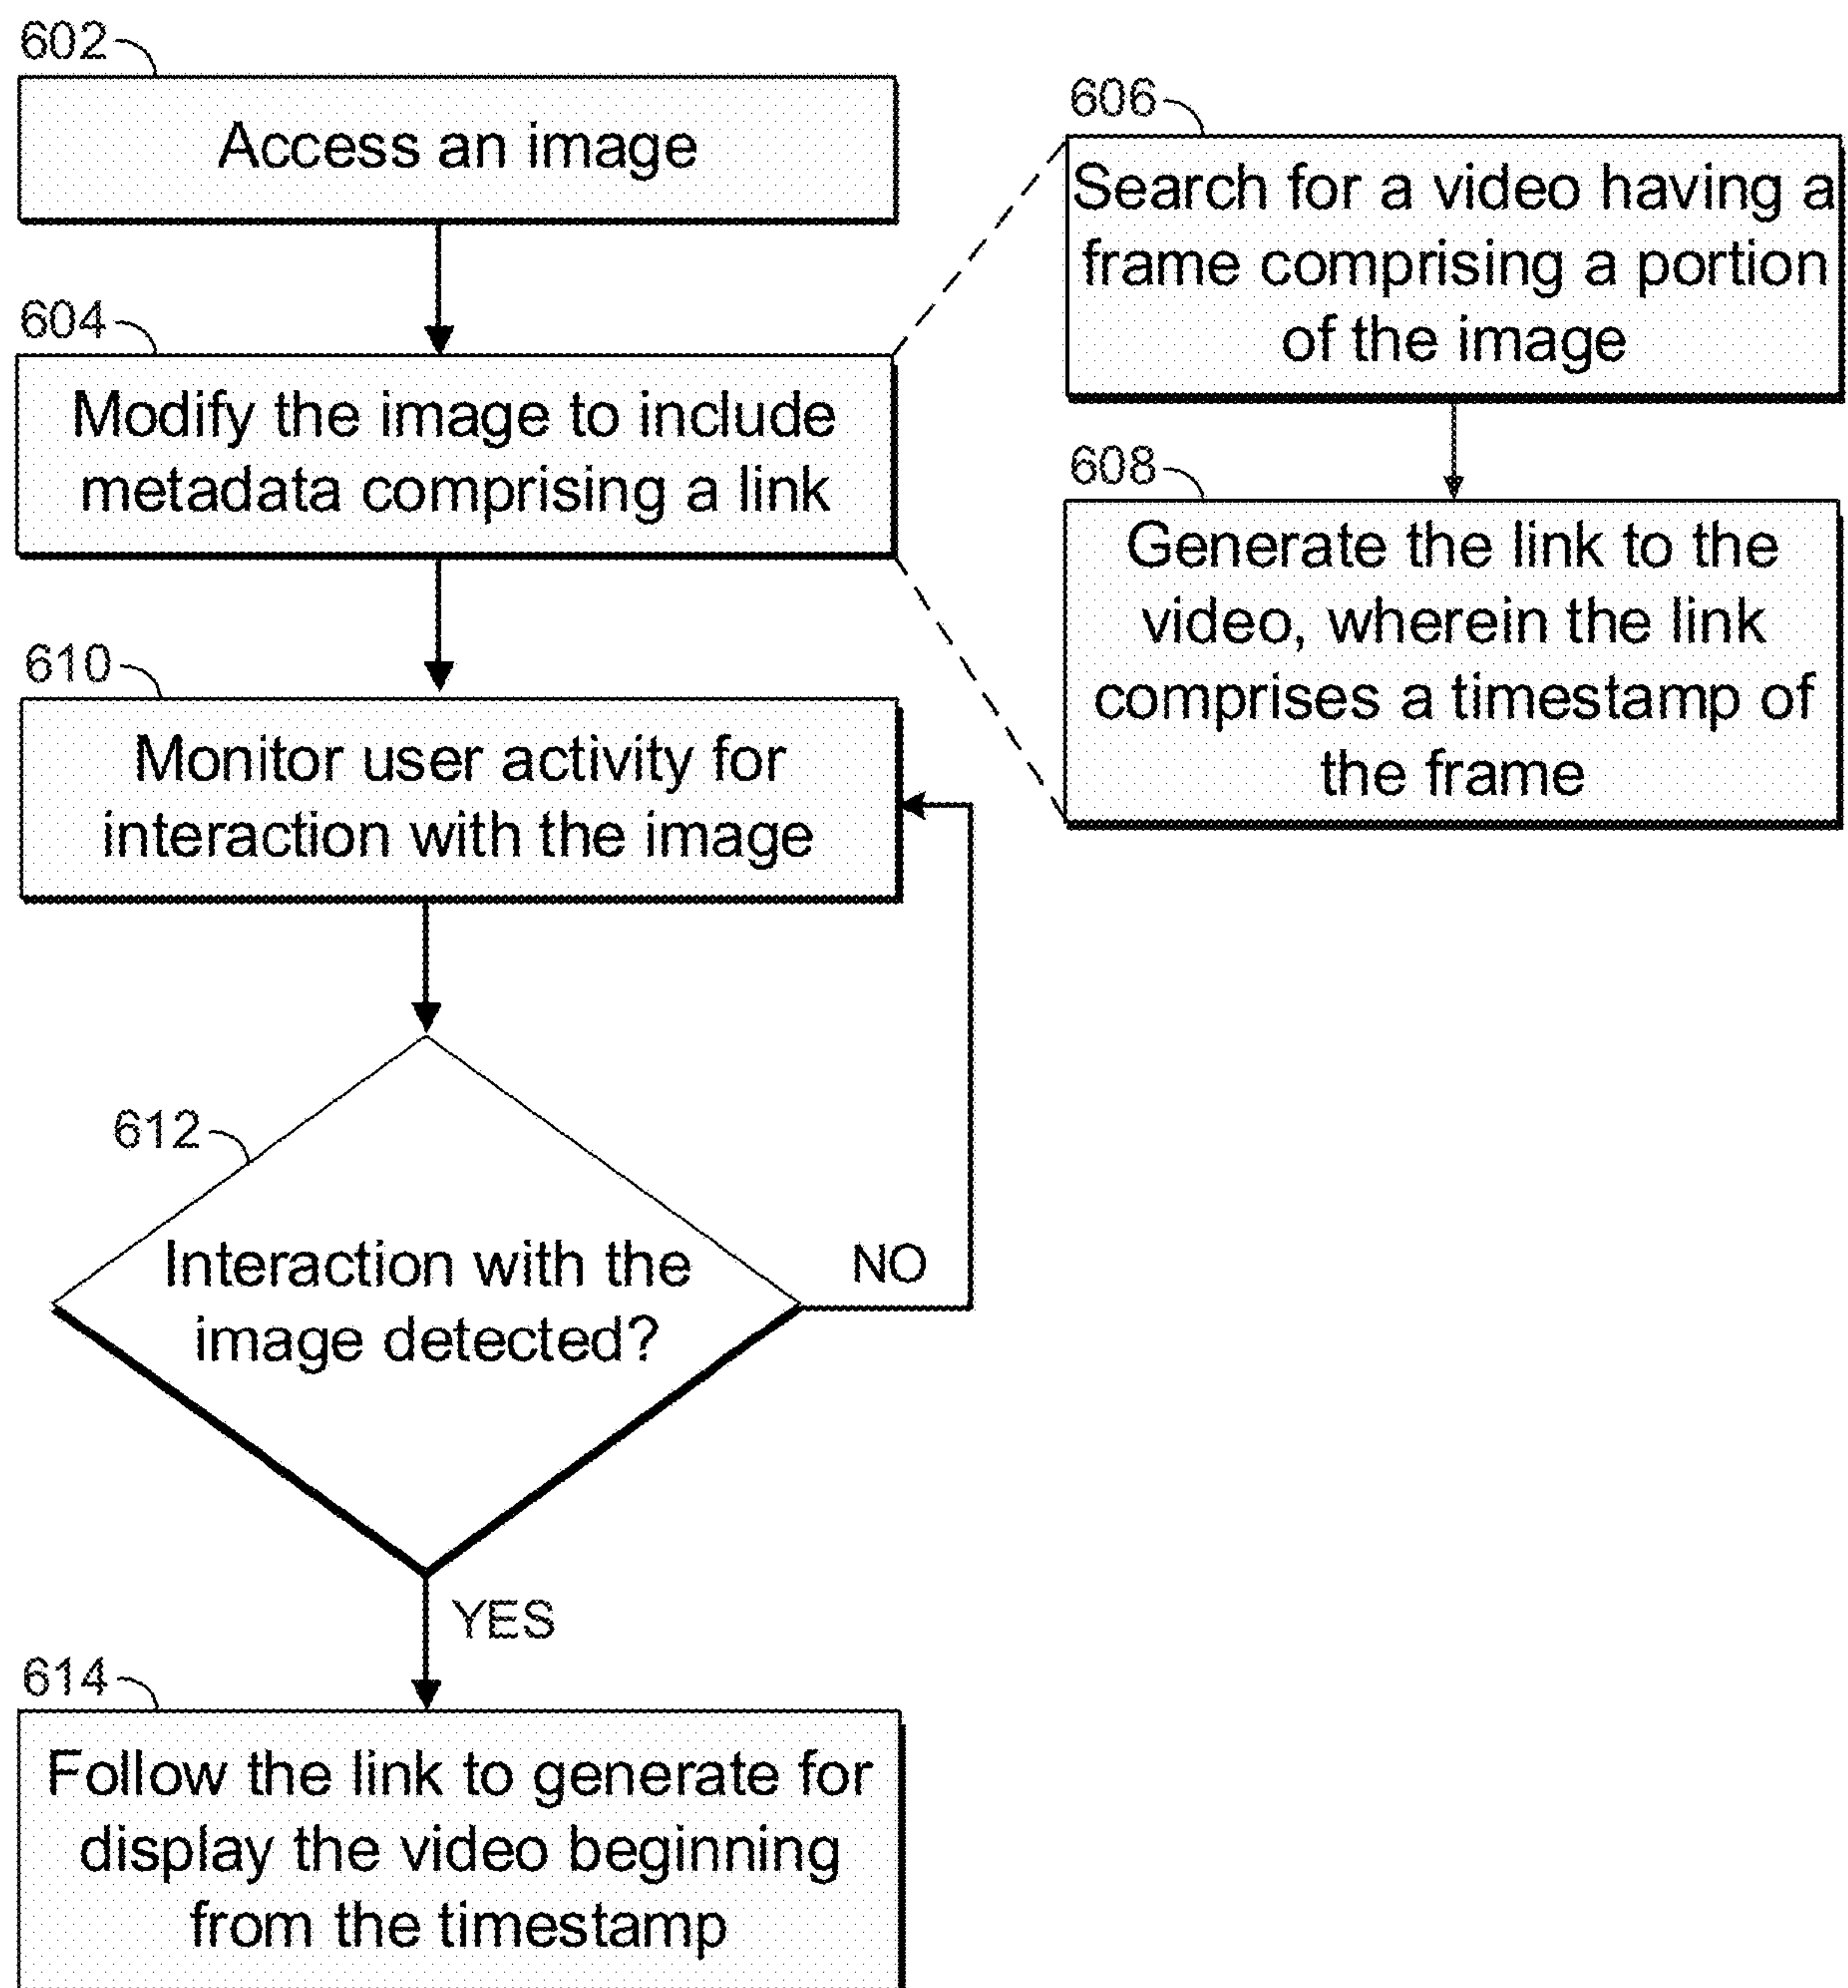 602
Access an image
604
Modify the image to include
metadata comprising a link
606
Search for a video having a
frame comprising a portion
of the image
608
Generate the link to the
video, wherein the link
comprises a timestamp of
the frame
610
Monitor user activity for
interaction with the image
612
Interaction with the
image detected?
NO
YES
614
Follow the link to generate for
display the video beginning
from the timestamp